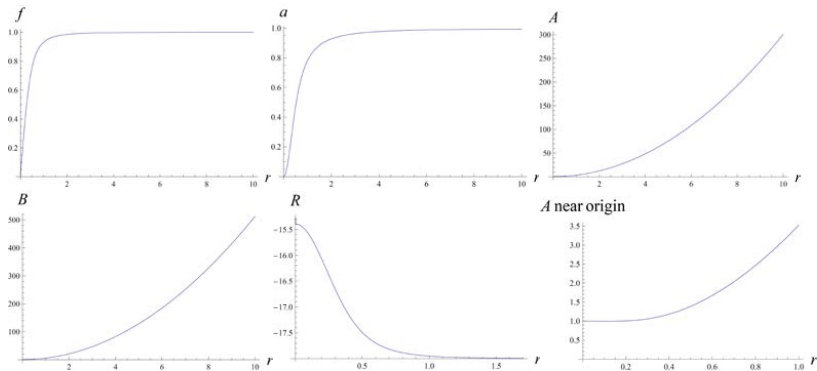 f
1.0
0.8
0.6
0.4
0.2
2 4 6 8 10 r
a
1.0
0.8
0.6
0.4
0.2
2 4 6 8 10 r
A
300
250
200
150
100
50
2 4 6 8 10 r
B
500
400
300
200
100
2 4 6 8 10 r
R
-15.5
-16.0
-16.5
-17.0
-17.5
0.5 1.0 1.5 r
A near origin
3.5
3.0
2.5
2.0
1.5
1.0
0.5
0.2 0.4 0.6 0.8 1.0 r